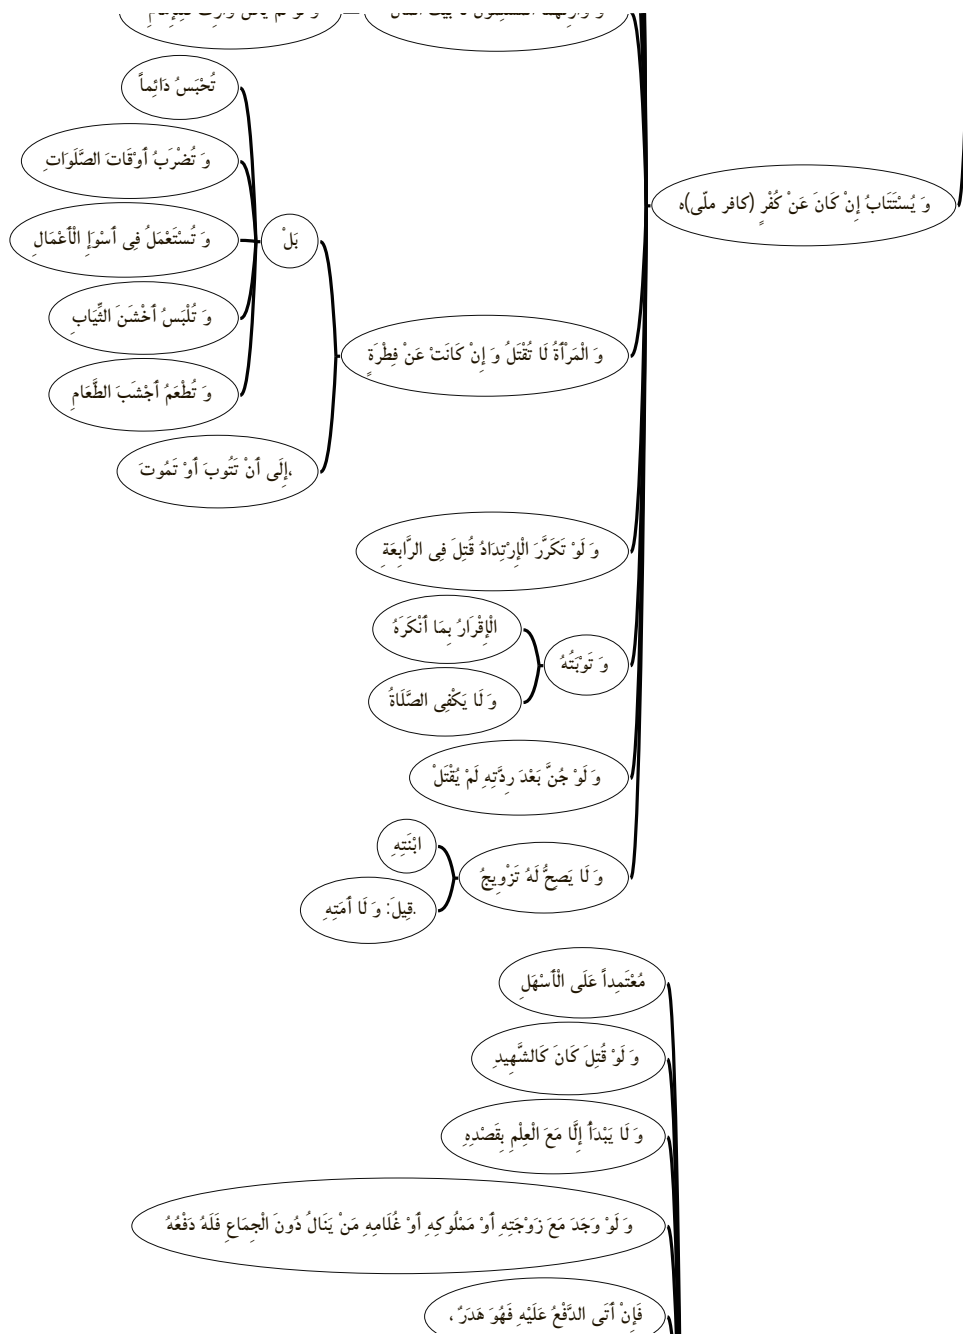 وَ يُسْتَتَابُ إِنْ كَانَ عَنْ كُفْرٍ (كافر ملّى)ه
وَ الْمَرْأَةُ لَا تُقْتَلُ وَ إِنْ كَانَتْ عَنْ فِطْرَةٍ
بَلْ
تُحْبَسُ دَائِماً
وَ تُضْرَبُ أَوْقَاتَ الصَّلَوَاتِ
وَ تُسْتَعْمَلُ فِى أَسْوَإِ الْأَعْمَالِ
وَ تُلْبَسُ أَخْشَنَ الثِّيَابِ
وَ تُطْعَمُ أَجْشَبَ الطَّعَامِ
إِلَى أَنْ تَتُوبَ أَوْ تَمُوتَ،
وَ لَوْ تَكَرَّرَ الْإِرْتِدَادُ قُتِلَ فِى الرَّابِعَةِ
وَ تَوْبَتُهُ
الْإِقْرَارُ بِمَا أَنْكَرَهُ
وَ لَا يَكْفِى الصَّلَاةُ
وَ لَوْ جُنَّ بَعْدَ رِدَّتِهِ لَمْ يُقْتَلْ
وَ لَا يَصِحُّ لَهُ تَزْوِيجُ
ابْنَتِهِ
قِيلَ: وَ لَا أَمَتِهِ.
مُعْتَمِداً عَلَى الْأَسْهَلِ
وَ لَوْ قُتِلَ كَانَ كَالشَّهِيدِ
وَ لَا يَبْدَأُ إِلَّا مَعَ الْعِلْمِ بِقَصْدِهِ
وَ لَوْ وَجَدَ مَعَ زَوْجَتِهِ أَوْ مَمْلُوكِهِ أَوْ غُلَامِهِ مَنْ يَنَالُ دُونَ الْجِمَاعِ فَلَهُ دَفْعُهُ
فَإِنْ أَتَى الدَّفْعُ عَلَيْهِ فَهُوَ هَدَرٌ ،